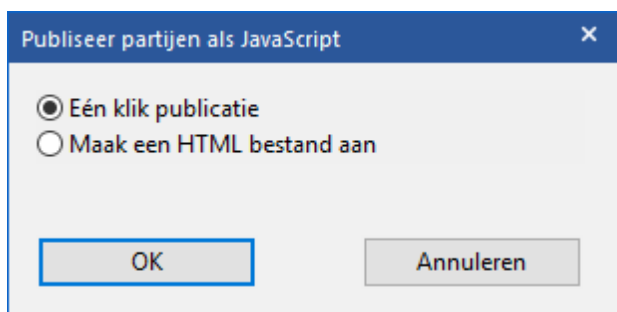 Publiseer partijen als JavaScript
Eén klik publicatie
Maak een HTML bestand aan
OK Annuleren